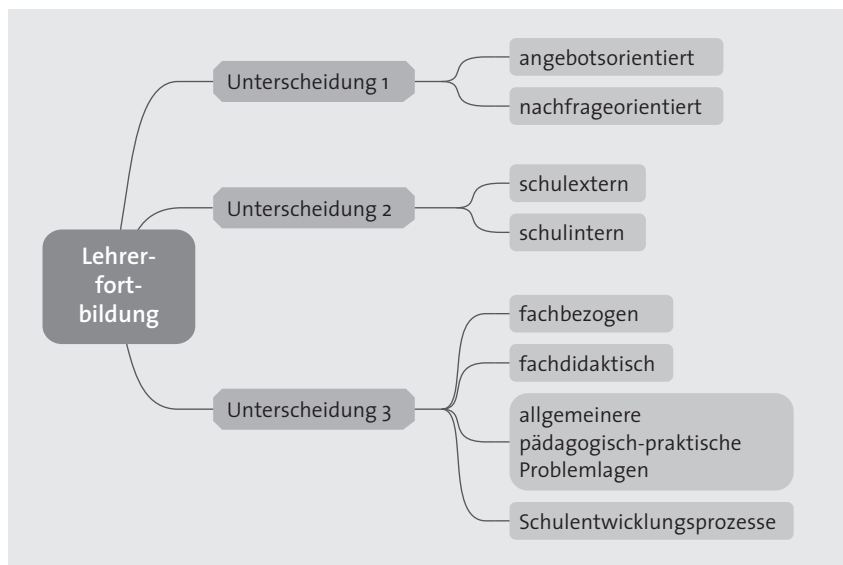 Unterscheidung 1
angebotsorientiert
nachfrageorientiert
Unterscheidung 2
schulextern
schulintern
Lehrer-
fort-
bildung
Unterscheidung 3
fachbezogen
fachdidaktisch
allgemeinere
pädagogisch-praktische
Problemlagen
Schulentwicklungsprozesse